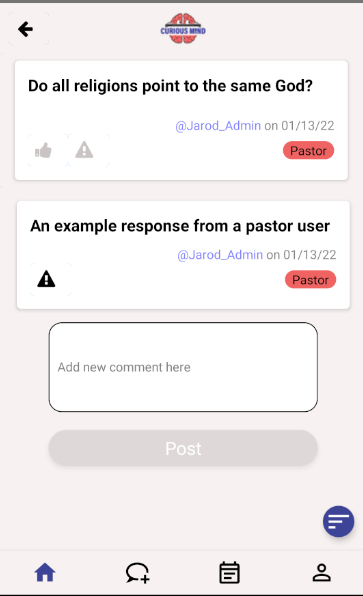 CURIOUS MIND
Do all religions point to the same God?
@Jarod_Admin on 01/13/22
Pastor
An example response from a pastor user
@Jarod_Admin on 01/13/22
Pastor
Add new comment here
Post